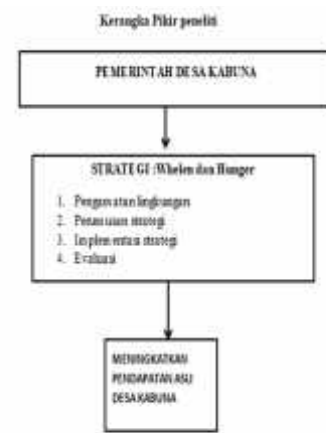 Kerangka Pikir peneliti
PEMERINTAH DESA KABUNA
STRATEGI :Whelen dan Hunger
1. Pengamatan lingkungan
2. Perumusan strategi
3. Implementasi strategi
4. Evaluasi
MENINGKATKAN
PENDAPATAN ASLI
DESA KABUNA